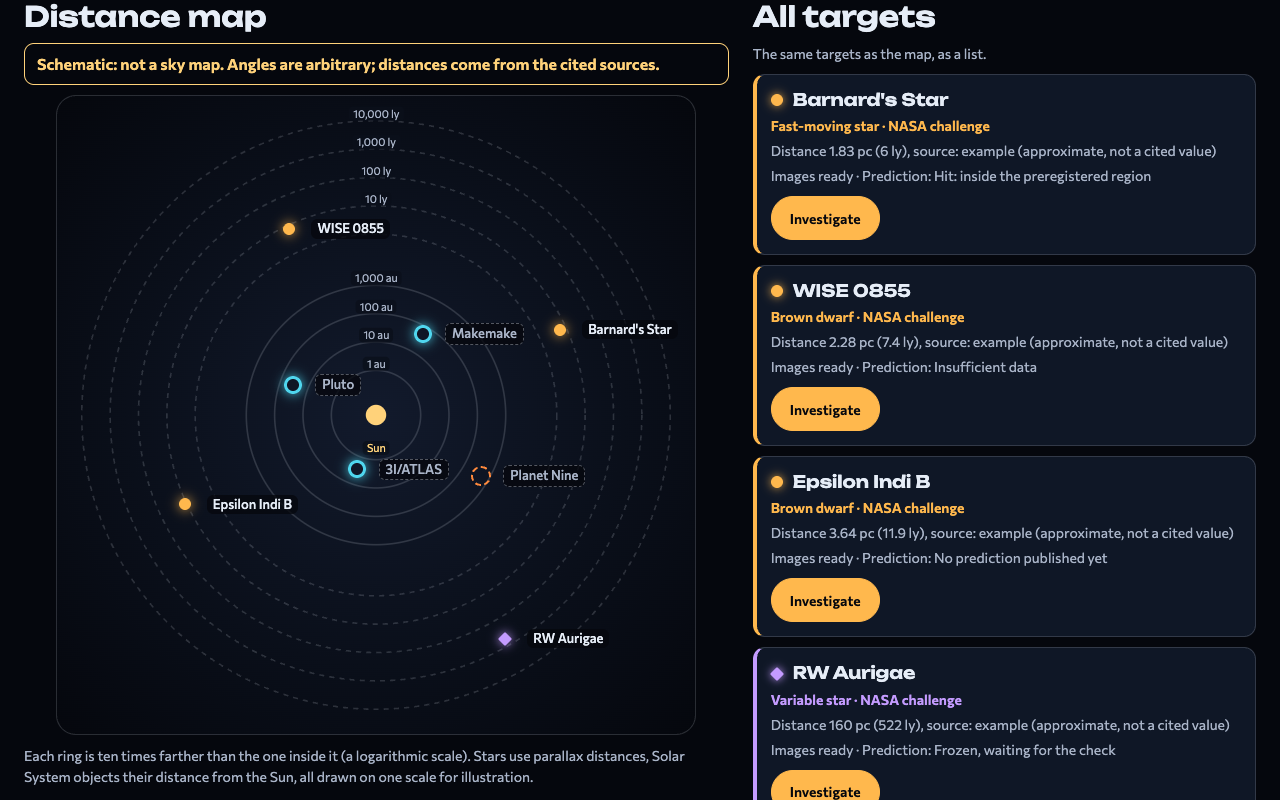 Distance map
Schematic: not a sky map. Angles are arbitrary; distances come from the cited sources.
10,000 ly
1,000 ly
100 ly
10 ly
WISE 0855
1,000 au
100 au
Makemake
Barnard's Star
10 au
1 au
Pluto
Sun
3I/ATLAS
Planet Nine
Epsilon Indi B
RW Aurigae
Each ring is ten times farther than the one inside it (a logarithmic scale). Stars use parallax distances, Solar
System objects their distance from the Sun, all drawn on one scale for illustration.
All targets
The same targets as the map, as a list.
Barnard's Star
Fast-moving star · NASA challenge
Distance 1.83 pc (6 ly), source: example (approximate, not a cited value)
Images ready · Prediction: Hit: inside the preregistered region
Investigate
WISE 0855
Brown dwarf · NASA challenge
Distance 2.28 pc (7.4 ly), source: example (approximate, not a cited value)
Images ready · Prediction: Insufficient data
Investigate
Epsilon Indi B
Brown dwarf · NASA challenge
Distance 3.64 pc (11.9 ly), source: example (approximate, not a cited value)
Images ready · Prediction: No prediction published yet
Investigate
RW Aurigae
Variable star · NASA challenge
Distance 160 pc (522 ly), source: example (approximate, not a cited value)
Images ready · Prediction: Frozen, waiting for the check
Investigate